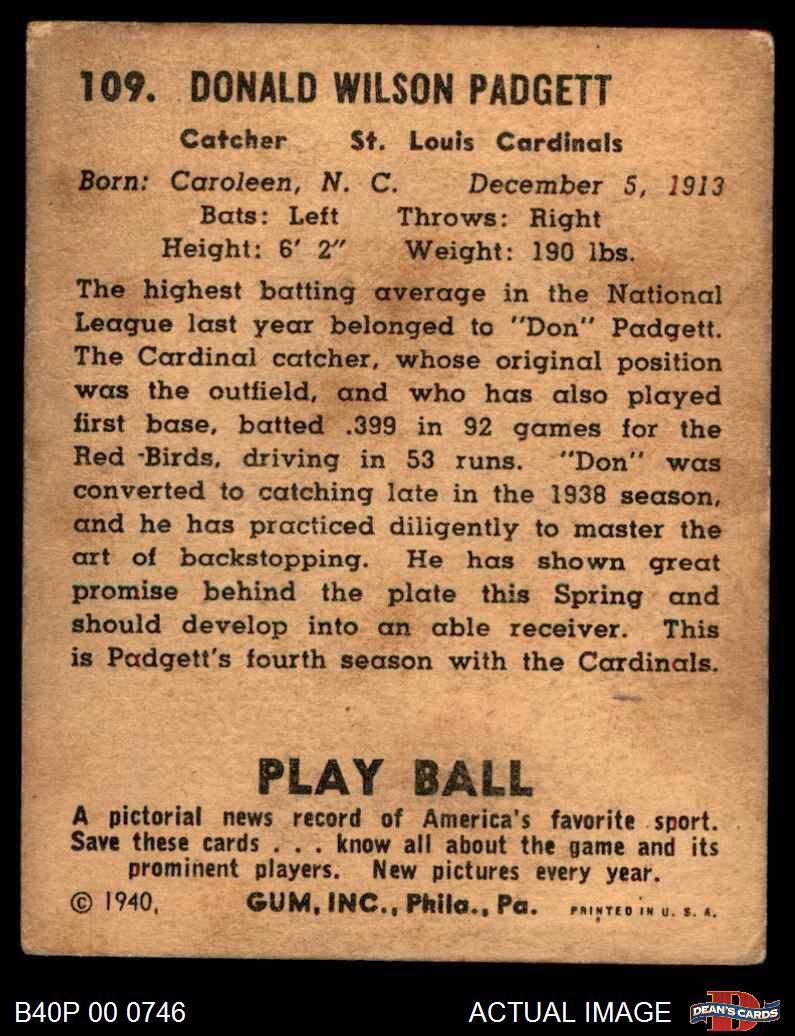 109. DONALD WILSON PADGETT
Catcher St. Louis Cardinals
Born: Caroleen, N. C. December 5, 1913
Bats: Left Throws: Right
Height: 6' 2" Weight: 190 lbs.
The highest batting average in the National
League last year belonged to "Don" Padgett.
The Cardinal catcher, whose original position
was the outfield, and who has also played
first base, batted .399 in 92 games for the
Red -Birds, driving in 53 runs. "Don" was
converted to catching late in the 1938 season,
and he has practiced diligently to master the
art of backstopping. He has shown great
promise behind the plate this Spring and
should develop into an able receiver. This
is Padgett's fourth season with the Cardinals.
PLAY BALL
A pictorial news record of America's favorite sport.
Save these cards . . . know all about the game and its
prominent players. New pictures every year.
© 1940, GUM, INC., Phila., Pa. PRINTED IN U. S. A.
B40P 00 0746 ACTUAL IMAGE D DEAN'S CARDS